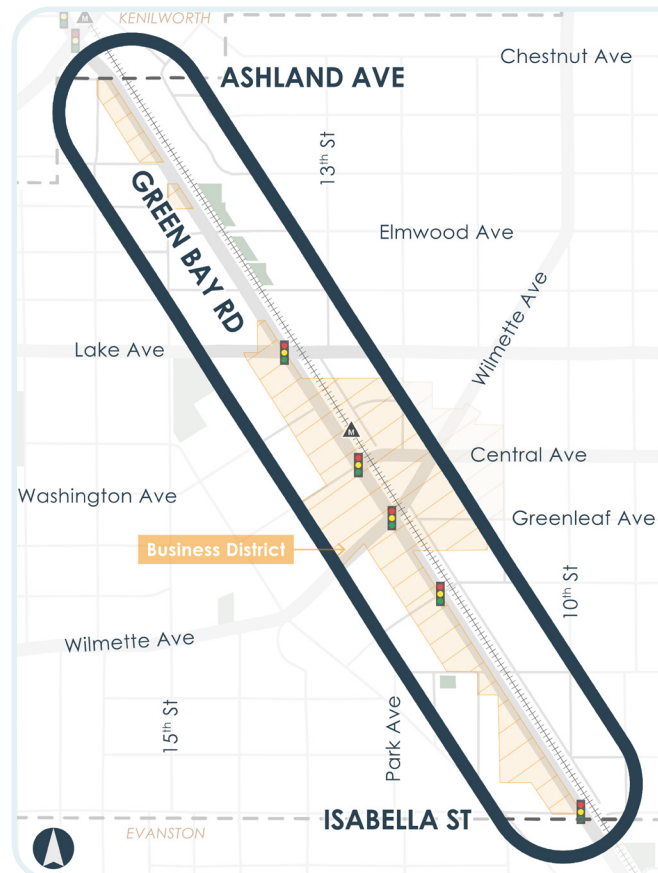 KENILWORTH
M
Chestnut Ave
ASHLAND AVE
13th St
GREEN BAY RD
Elmwood Ave
Wilmette Ave
Lake Ave
M
Central Ave
Washington Ave
Greenleaf Ave
Business District
10th St
Wilmette Ave
15th St
Park Ave
ISABELLA ST
EVANSTON